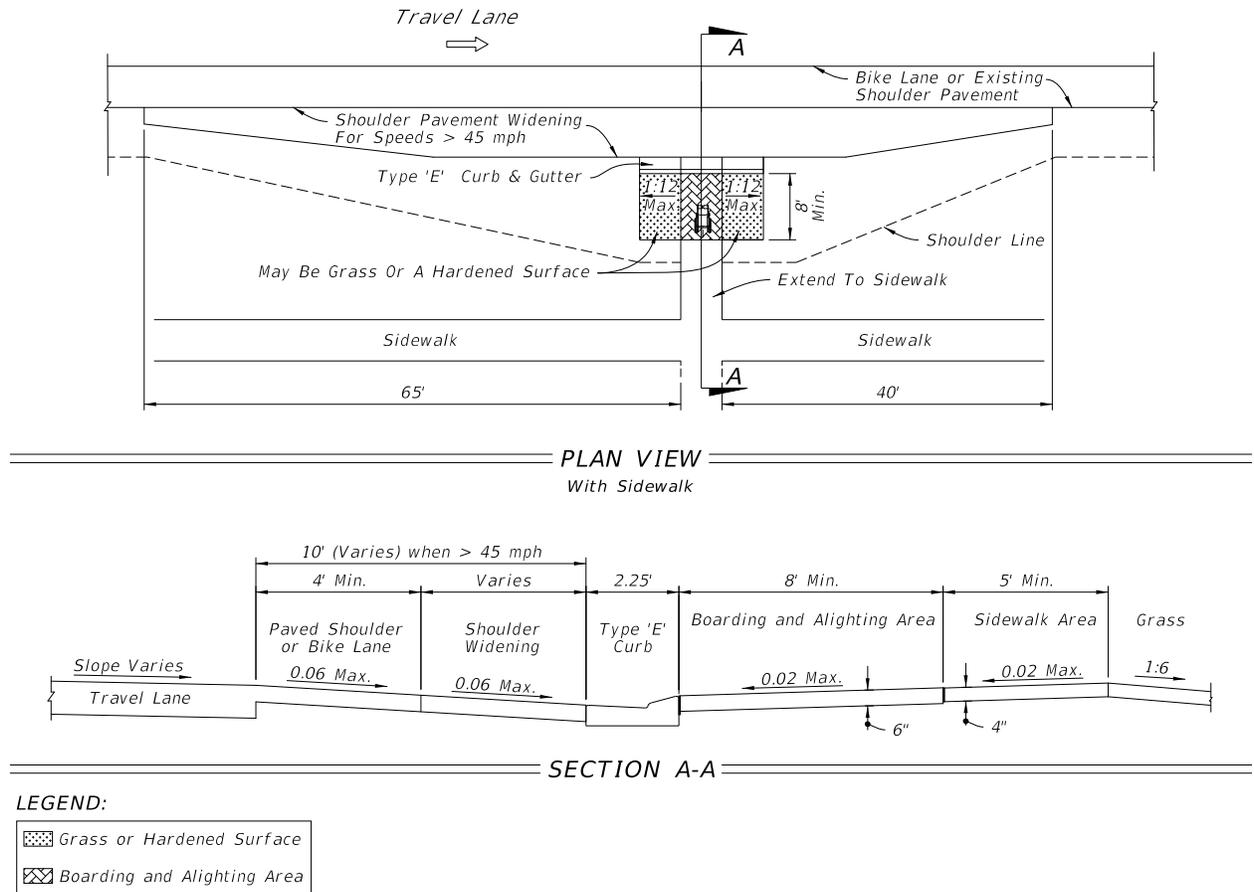 Travel Lane
A
Bike Lane or Existing
Shoulder Pavement
Shoulder Pavement Widening
For Speeds > 45 mph
Type 'E' Curb & Gutter
1:12
Max.
1:12
Max.
8'
Min.
Shoulder Line
May Be Grass Or A Hardened Surface
Extend To Sidewalk
Sidewalk
Sidewalk
A
65'
40'
PLAN VIEW
With Sidewalk
10' (Varies) when > 45 mph
4' Min.
Varies
2.25'
8' Min.
5' Min.
Paved Shoulder
or Bike Lane
Shoulder
Widening
Type 'E'
Curb
Boarding and Alighting Area
Sidewalk Area
Grass
Slope Varies
0.06 Max.
0.06 Max.
0.02 Max.
0.02 Max.
1:6
Travel Lane
6"
4"
SECTION A-A
LEGEND:
Grass or Hardened Surface
Boarding and Alighting Area